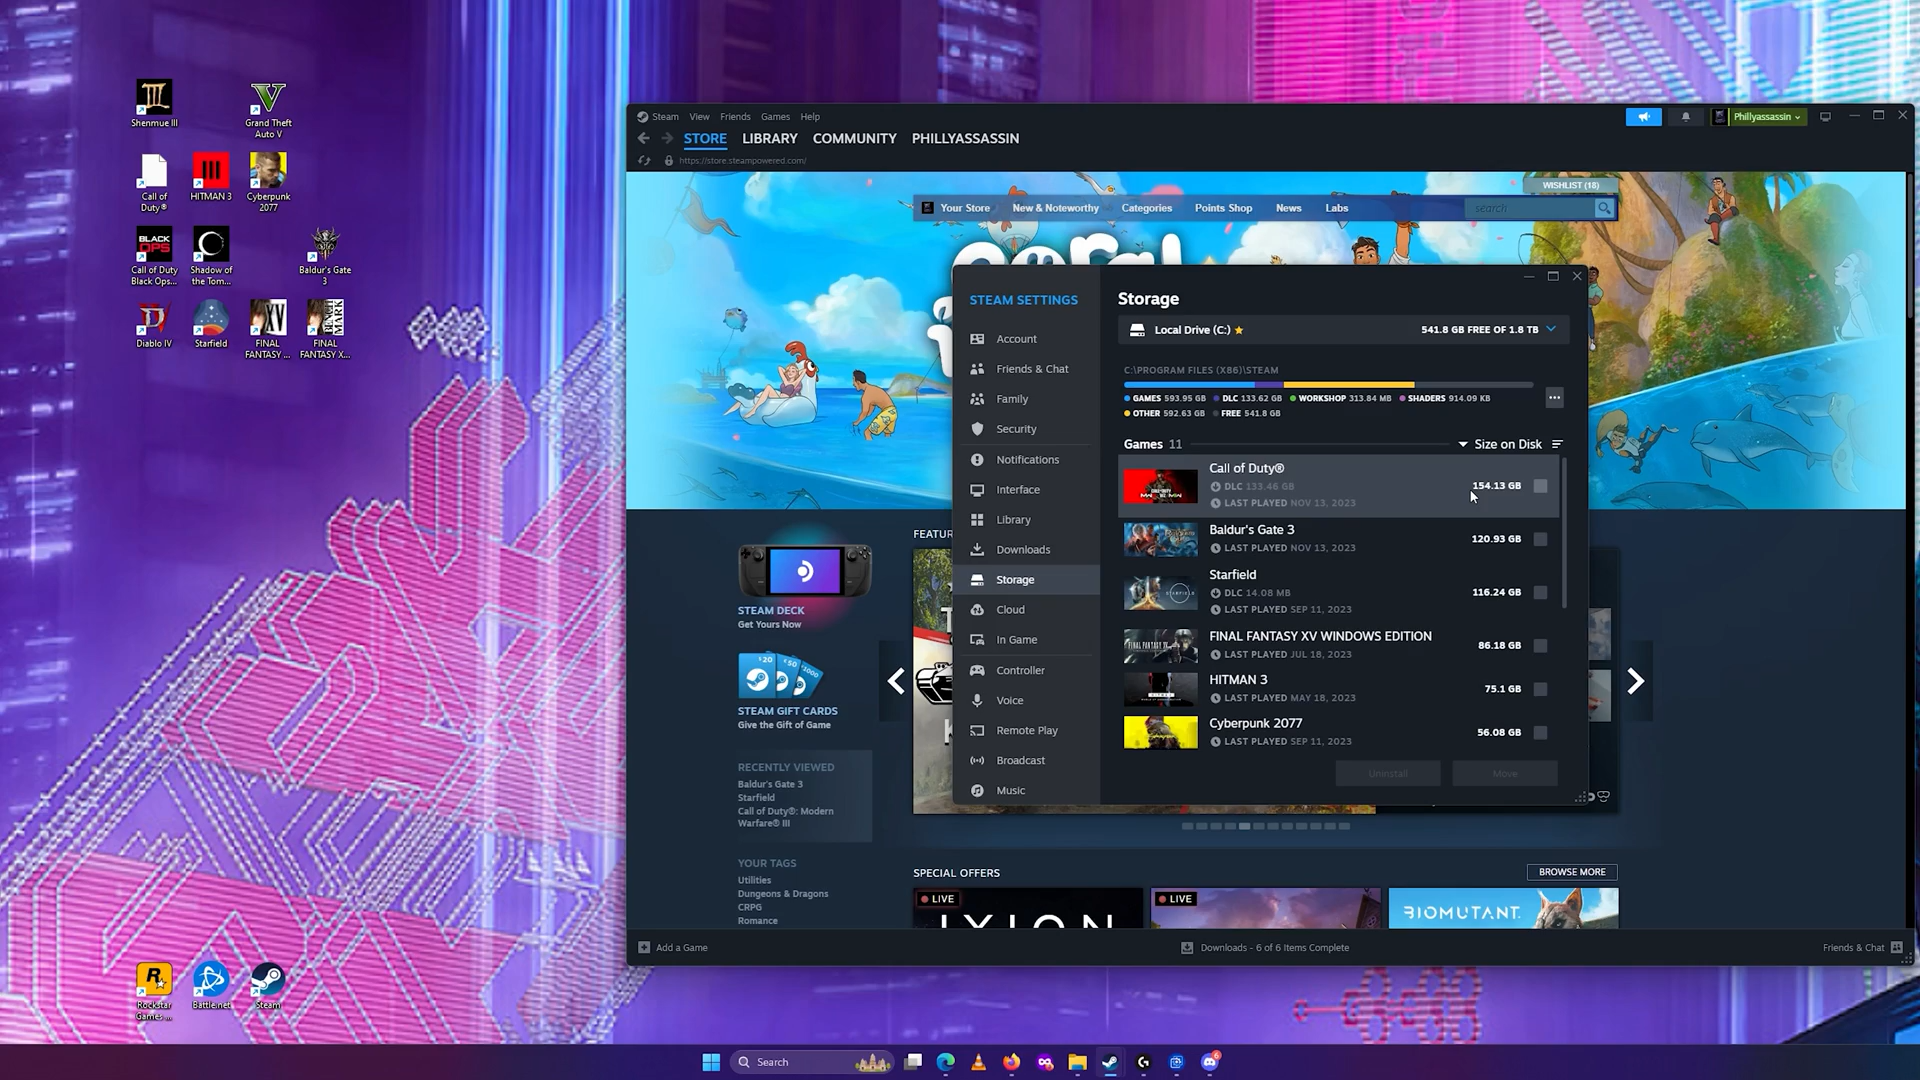 Shenmue III
Grand Theft
Auto V
Call of
Duty®
HITMAN 3
Cyberpunk
2077
BLACK
OPS
Call of Duty
Black Ops...
Shadow of
the Tom...
Baldur's Gate
3
Diablo IV
Starfield
XV
FINAL
FANTASY ...
FINAL
FANTASY X...
Rockstar
Games ...
Battle.net
Steam
Steam View Friends Games Help
Phillyassassin
STORE LIBRARY COMMUNITY PHILLYASSASSIN
https://store.steampowered.com/
WISHLIST (18)
Your Store New & Noteworthy Categories Points Shop News Labs
search
STEAM SETTINGS
Account
Friends & Chat
Family
Security
Notifications
Interface
Library
Downloads
Storage
Cloud
In Game
Controller
Voice
Remote Play
Broadcast
Music
Storage
Local Drive (C:) 541.8 GB FREE OF 1.8 TB
C:\PROGRAM FILES (X86)\STEAM
GAMES 593.95 GB DLC 133.62 GB WORKSHOP 313.84 MB SHADERS 914.09 KB
OTHER 592.63 GB FREE 541.8 GB
Games 11 Size on Disk
Call of Duty®
DLC 133.46 GB
LAST PLAYED NOV 13, 2023
154.13 GB
Baldur's Gate 3
LAST PLAYED NOV 13, 2023
120.93 GB
Starfield
DLC 14.08 MB
LAST PLAYED SEP 11, 2023
116.24 GB
FINAL FANTASY XV WINDOWS EDITION
LAST PLAYED JUL 18, 2023
86.18 GB
HITMAN 3
LAST PLAYED MAY 18, 2023
75.1 GB
Cyberpunk 2077
LAST PLAYED SEP 11, 2023
56.08 GB
Uninstall Move
FEATUR
STEAM DECK
Get Yours Now
$20 $50 $100
STEAM GIFT CARDS
Give the Gift of Game
RECENTLY VIEWED
Baldur's Gate 3
Starfield
Call of Duty®: Modern
Warfare® III
YOUR TAGS
Utilities
Dungeons & Dragons
CRPG
Romance
SPECIAL OFFERS
BROWSE MORE
LIVE
IXION
LIVE
BIOMUTANT
Add a Game
Downloads - 6 of 6 Items Complete
Friends & Chat
Search